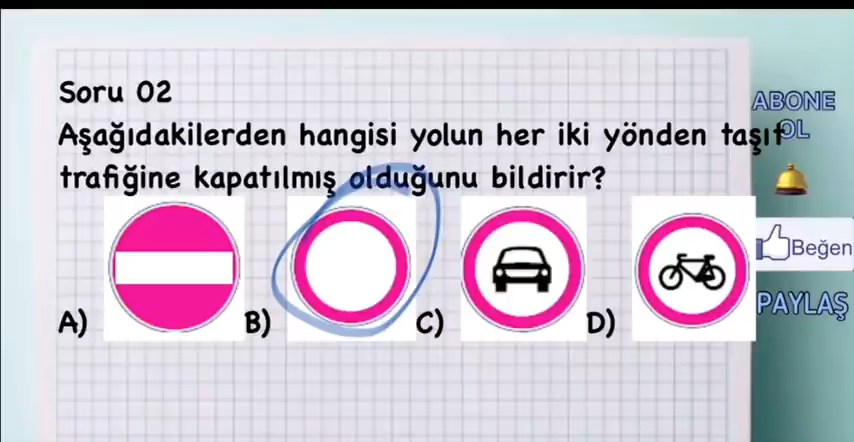 Soru 02
Aşağıdakilerden hangisi yolun her iki yönden taşıt
trafiğine kapatılmış olduğunu bildirir?
A) B) C) D)
ABONE
OL
Beğen
PAYLAŞ